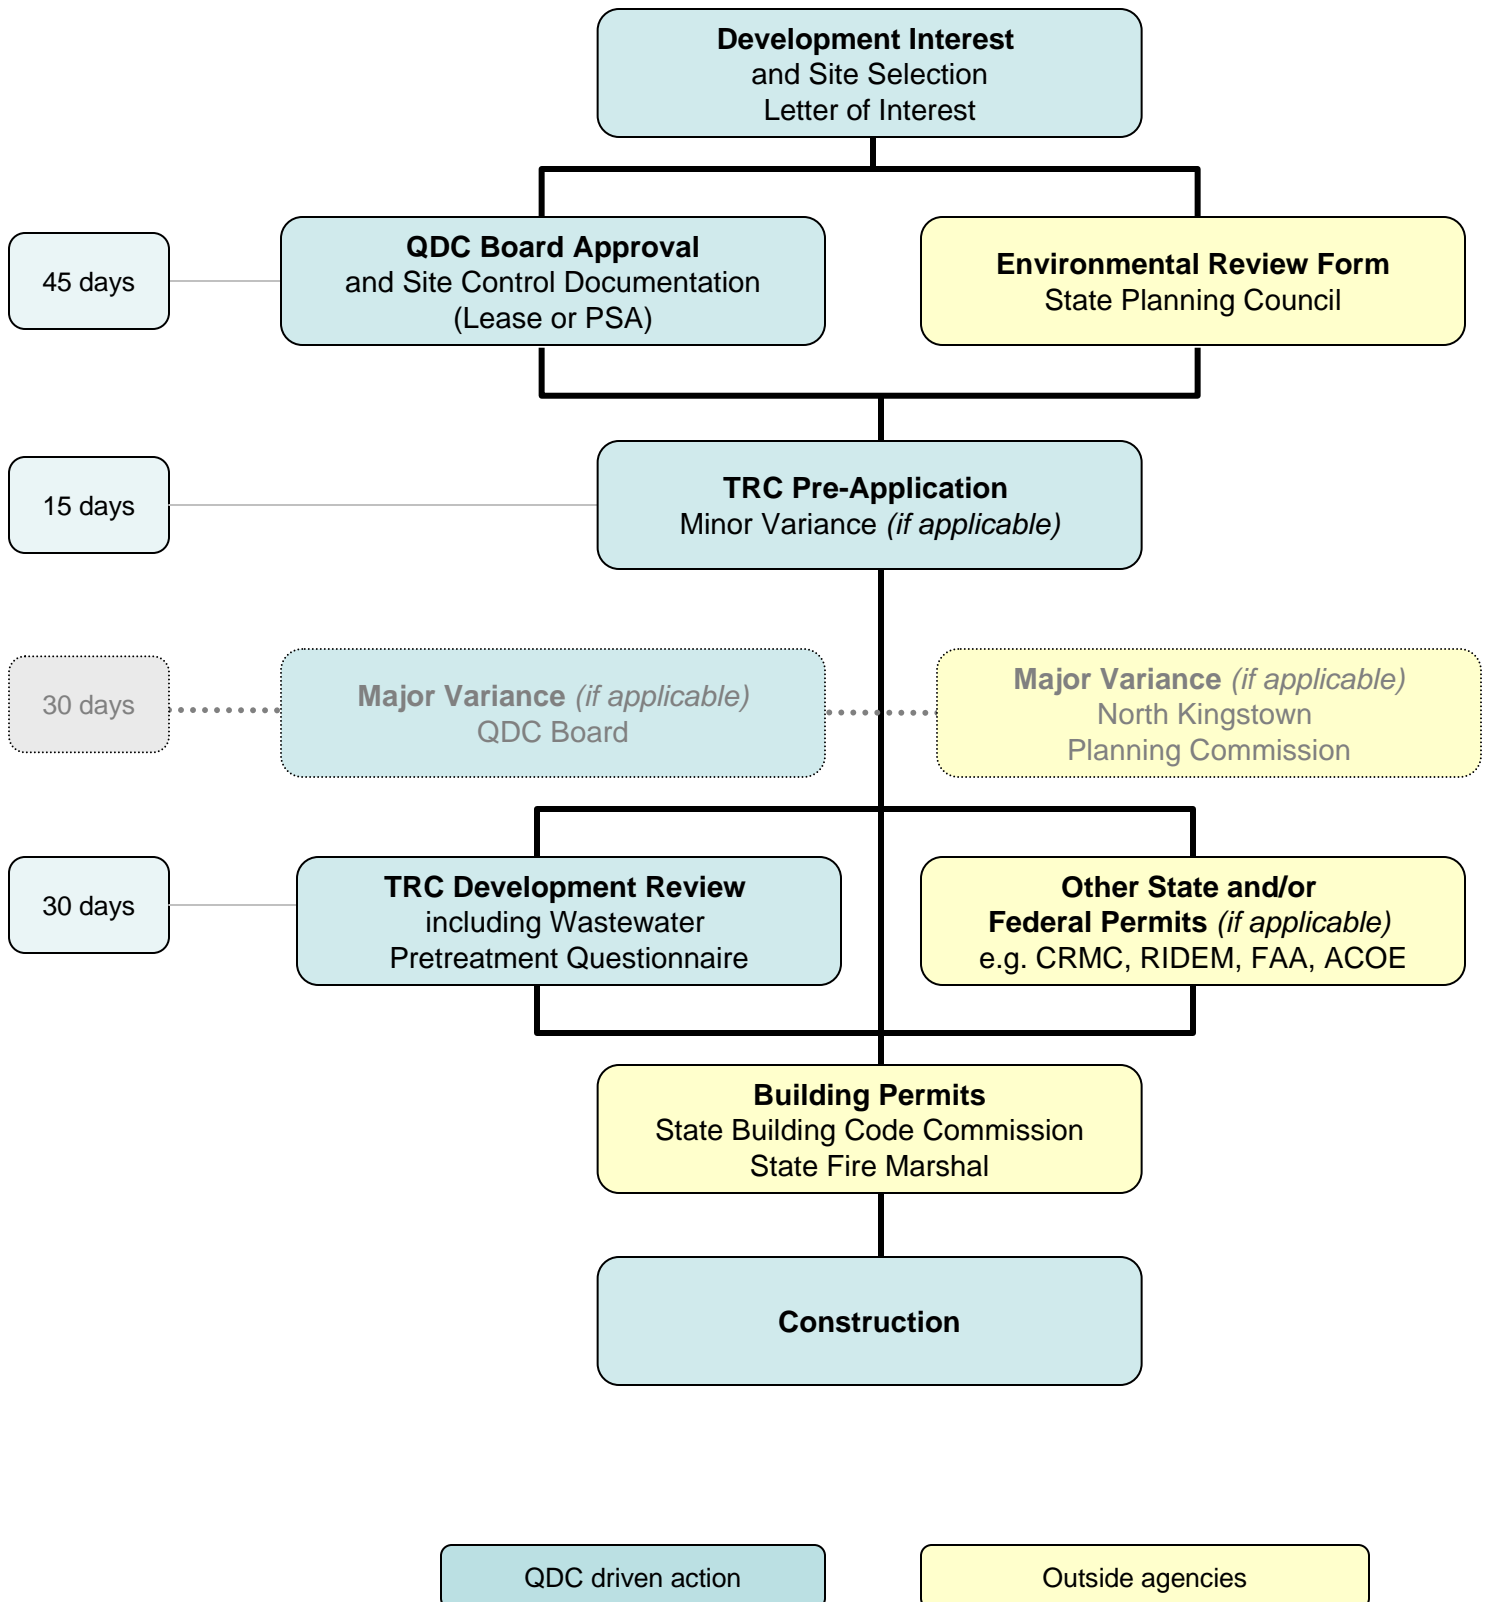 Development Interest
and Site Selection
Letter of Interest
45 days
QDC Board Approval
and Site Control Documentation
(Lease or PSA)
Environmental Review Form
State Planning Council
15 days
TRC Pre-Application
Minor Variance (if applicable)
30 days
Major Variance (if applicable)
QDC Board
Major Variance (if applicable)
North Kingstown
Planning Commission
30 days
TRC Development Review
including Wastewater
Pretreatment Questionnaire
Other State and/or
Federal Permits (if applicable)
e.g. CRMC, RIDEM, FAA, ACOE
Building Permits
State Building Code Commission
State Fire Marshal
Construction
QDC driven action
Outside agencies